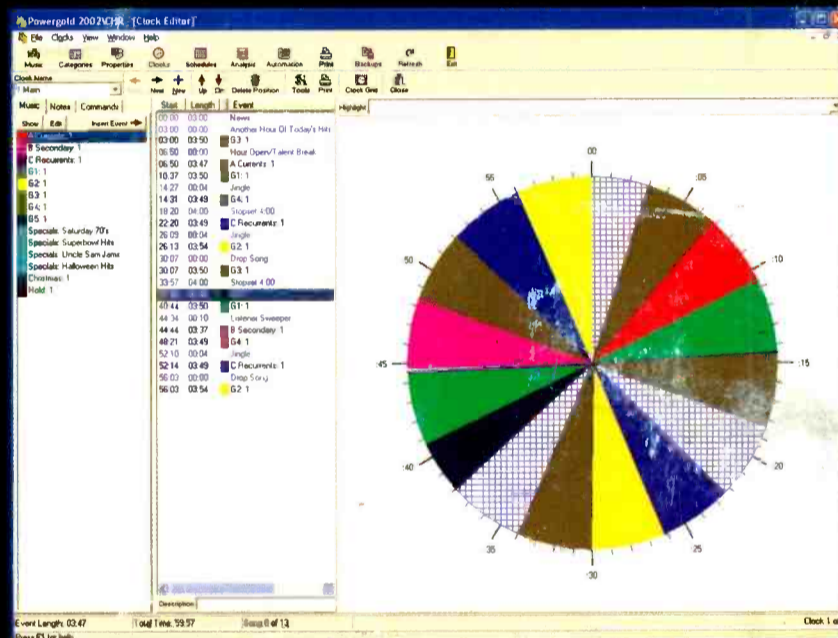 Powergold 2002\CHR - [Clock Editor]
File Clocks View Window Help
Music Categories Properties Clocks Schedules Analysis Automation Print Backups Refresh Exit
Clock Name
Main
New New Up Dn Delete Position Tools Print Clock Grid Close
Music Notes Commands
Show Edit Insert Event
A Currents: 1
B Secondary: 1
C Recurrents: 1
G1: 1
G2: 1
G3: 1
G4: 1
G5: 1
Specials: Saturday 70's
Specials: Superbowl Hits
Specials: Uncle Sam Jams
Specials: Halloween Hits
Christmas: 1
Hold: 1
Start Length Event
00:00 03:00 News
03:00 00:00 Another Hour Of Today's Hits
03:00 03:50 G3: 1
06:50 00:00 Hour Open/Talent Break
06:50 03:47 A Currents: 1
10:37 03:50 G1: 1
14:27 00:04 Jingle
14:31 03:49 G4: 1
18:20 04:00 Stopset 4:00
22:20 03:49 C Recurrents: 1
26:09 00:04 Jingle
26:13 03:54 G2: 1
30:07 00:00 Drop Song
30:07 03:50 G3: 1
33:57 04:00 Stopset 4:00
40:44 03:50 G1: 1
44:34 00:10 Listener Sweeper
44:44 03:37 B Secondary: 1
48:21 03:49 G4: 1
52:10 00:04 Jingle
52:14 03:49 C Recurrents: 1
56:03 00:00 Drop Song
56:03 03:54 G2: 1
Description
Highlight
:00
:05
:10
:15
:20
:25
:30
:35
:40
:45
:50
:55
Event Length: 03:47 Total Time: 59:57 Song 8 of 13 Clock 1
Press F1 for help